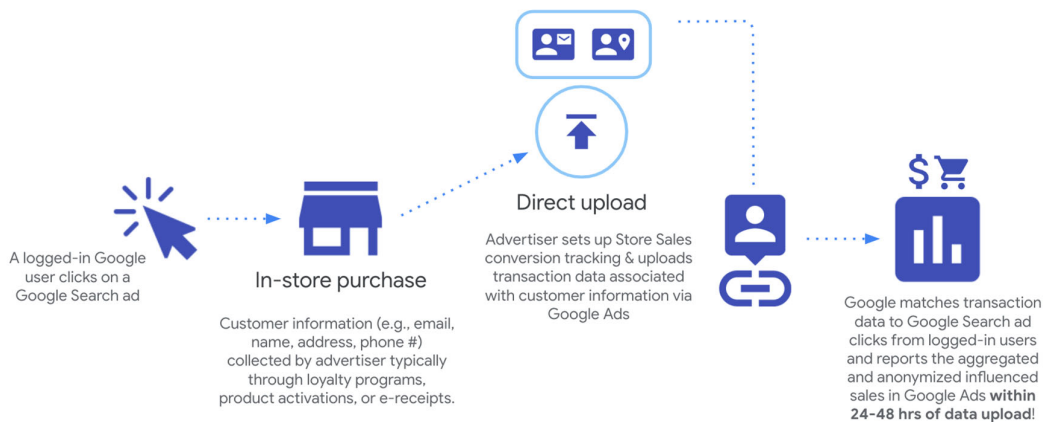 A logged-in Google
user clicks on a
Google Search ad
In-store purchase
Customer information (e.g., email,
name, address, phone #)
collected by advertiser typically
through loyalty programs,
product activations, or e-receipts.
Direct upload
Advertiser sets up Store Sales
conversion tracking & uploads
transaction data associated
with customer information via
Google Ads
$
Google matches transaction
data to Google Search ad
clicks from logged-in users
and reports the aggregated
and anonymized influenced
sales in Google Ads within
24-48 hrs of data upload!